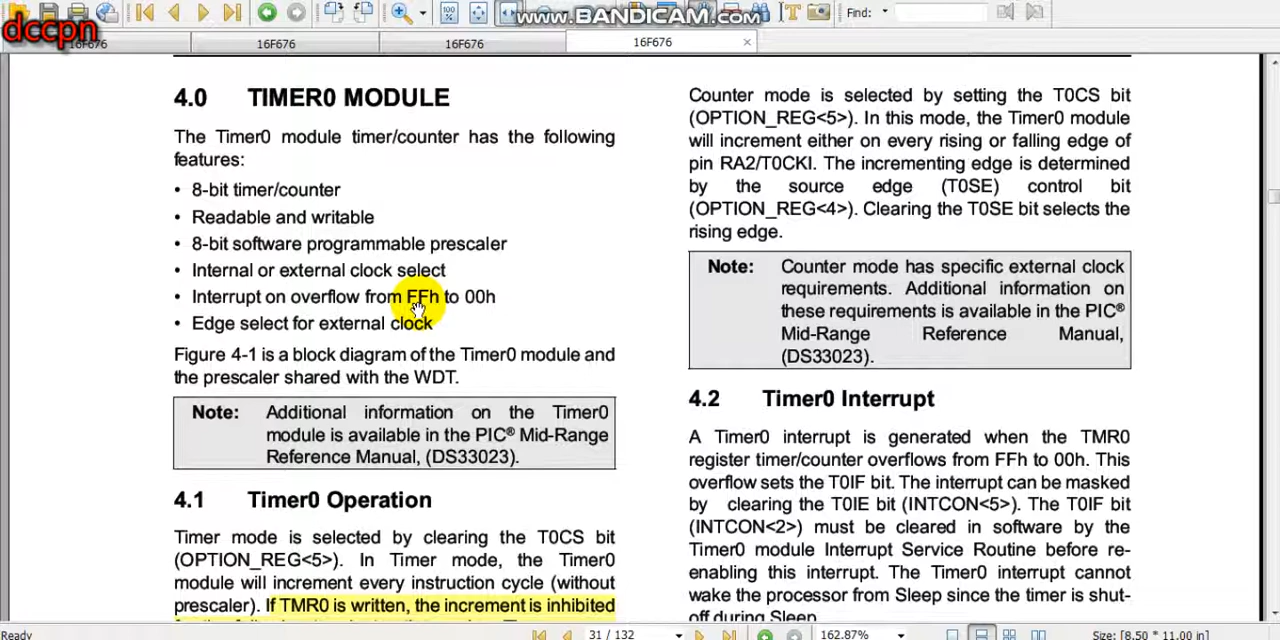 www.BANDICAM.com
Find:
dccpn
16F676
16F676
16F676
16F676
4.0 TIMER0 MODULE
The Timer0 module timer/counter has the following
features:
• 8-bit timer/counter
• Readable and writable
• 8-bit software programmable prescaler
• Internal or external clock select
• Interrupt on overflow from FFh to 00h
• Edge select for external clock
Figure 4-1 is a block diagram of the Timer0 module and
the prescaler shared with the WDT.
Note: Additional information on the Timer0
module is available in the PIC® Mid-Range
Reference Manual, (DS33023).
4.1 Timer0 Operation
Timer mode is selected by clearing the T0CS bit
(OPTION_REG<5>). In Timer mode, the Timer0
module will increment every instruction cycle (without
prescaler). If TMR0 is written, the increment is inhibited
Counter mode is selected by setting the T0CS bit
(OPTION_REG<5>). In this mode, the Timer0 module
will increment either on every rising or falling edge of
pin RA2/T0CKI. The incrementing edge is determined
by the source edge (T0SE) control bit
(OPTION_REG<4>). Clearing the T0SE bit selects the
rising edge.
Note: Counter mode has specific external clock
requirements. Additional information on
these requirements is available in the PIC®
Mid-Range Reference Manual,
(DS33023).
4.2 Timer0 Interrupt
A Timer0 interrupt is generated when the TMR0
register timer/counter overflows from FFh to 00h. This
overflow sets the T0IF bit. The interrupt can be masked
by clearing the T0IE bit (INTCON<5>). The T0IF bit
(INTCON<2>) must be cleared in software by the
Timer0 module Interrupt Service Routine before re-
enabling this interrupt. The Timer0 interrupt cannot
wake the processor from Sleep since the timer is shut-
off during Sleep.
Ready
31 / 132
162.87%
Size: [8.50 * 11.00 in]